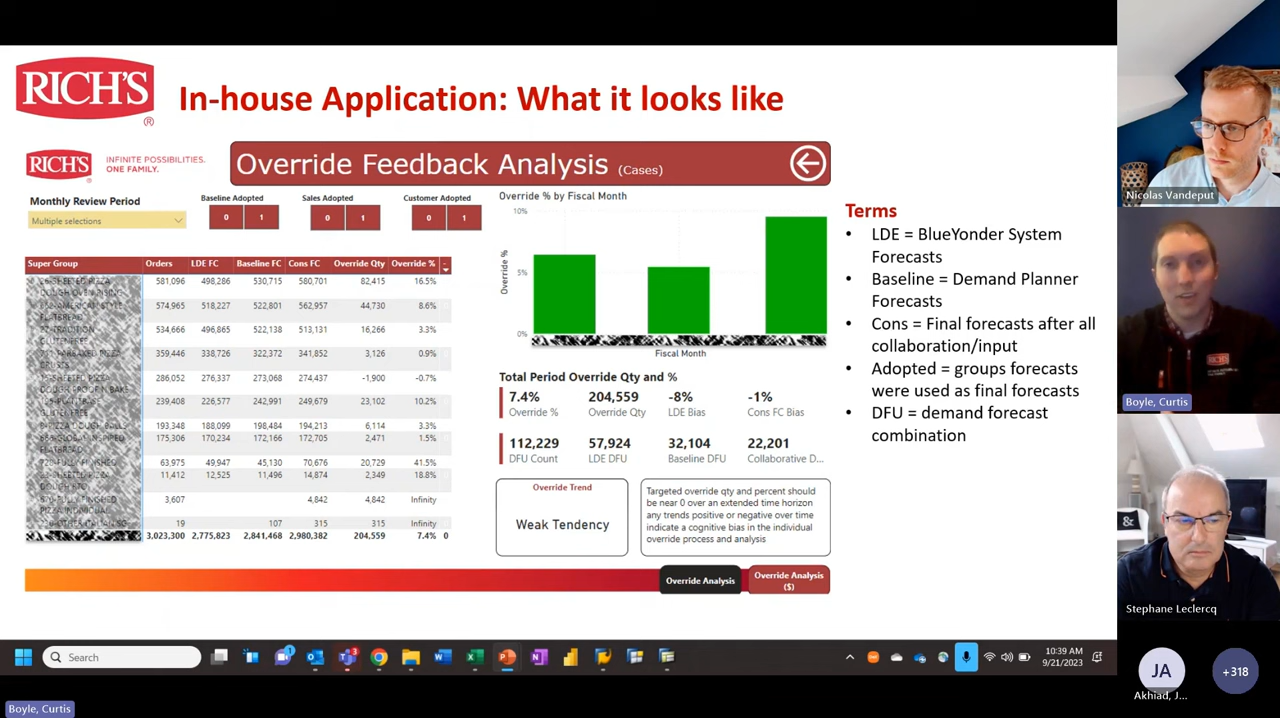 RICH'S
®
In-house Application: What it looks like
RICH'S
®
INFINITE POSSIBILITIES.
ONE FAMILY.
Override Feedback Analysis (Cases)
Monthly Review Period
Multiple selections
Baseline Adopted
0 1
Sales Adopted
0 1
Customer Adopted
0 1
Super Group Orders LDE FC Baseline FC Cons FC Override Qty Override %
581,096 498,286 530,715 580,701 82,415 16.5%
574,965 518,227 522,801 562,957 44,730 8.6%
534,666 496,865 522,138 513,131 16,266 3.3%
359,446 338,726 322,372 341,852 3,126 0.9%
286,052 276,337 273,068 274,437 -1,900 -0.7%
239,408 226,577 242,991 249,679 23,102 10.2%
193,348 188,099 198,484 194,213 6,114 3.3%
175,306 170,234 172,166 172,705 2,471 1.5%
63,975 49,947 45,130 70,676 20,729 41.5%
11,412 12,525 11,496 14,874 2,349 18.8%
3,607 4,842 4,842 Infinity
19 107 315 315 Infinity
3,023,300 2,775,823 2,841,468 2,980,382 204,559 7.4% 0
Override % by Fiscal Month
10%
5%
0%
Override %
Fiscal Month
Total Period Override Qty and %
7.4% 204,559 -8% -1%
Override % Override Qty LDE Bias Cons FC Bias
112,229 57,924 32,104 22,201
DFU Count LDE DFU Baseline DFU Collaborative D...
Override Trend
Weak Tendency
Targeted override qty and percent should
be near 0 over an extended time horizon
any trends positive or negative over time
indicate a cognitive bias in the individual
override process and analysis
Override Analysis
Override Analysis
($)
Terms
• LDE = BlueYonder System
Forecasts
• Baseline = Demand Planner
Forecasts
• Cons = Final forecasts after all
collaboration/input
• Adopted = groups forecasts
were used as final forecasts
• DFU = demand forecast
combination
Nicolas Vandeput
RICH'S
Boyle, Curtis
&
Stephane Leclercq
JA
Akhiad, J...
+318
Search
3
10:39 AM
9/21/2023
Boyle, Curtis